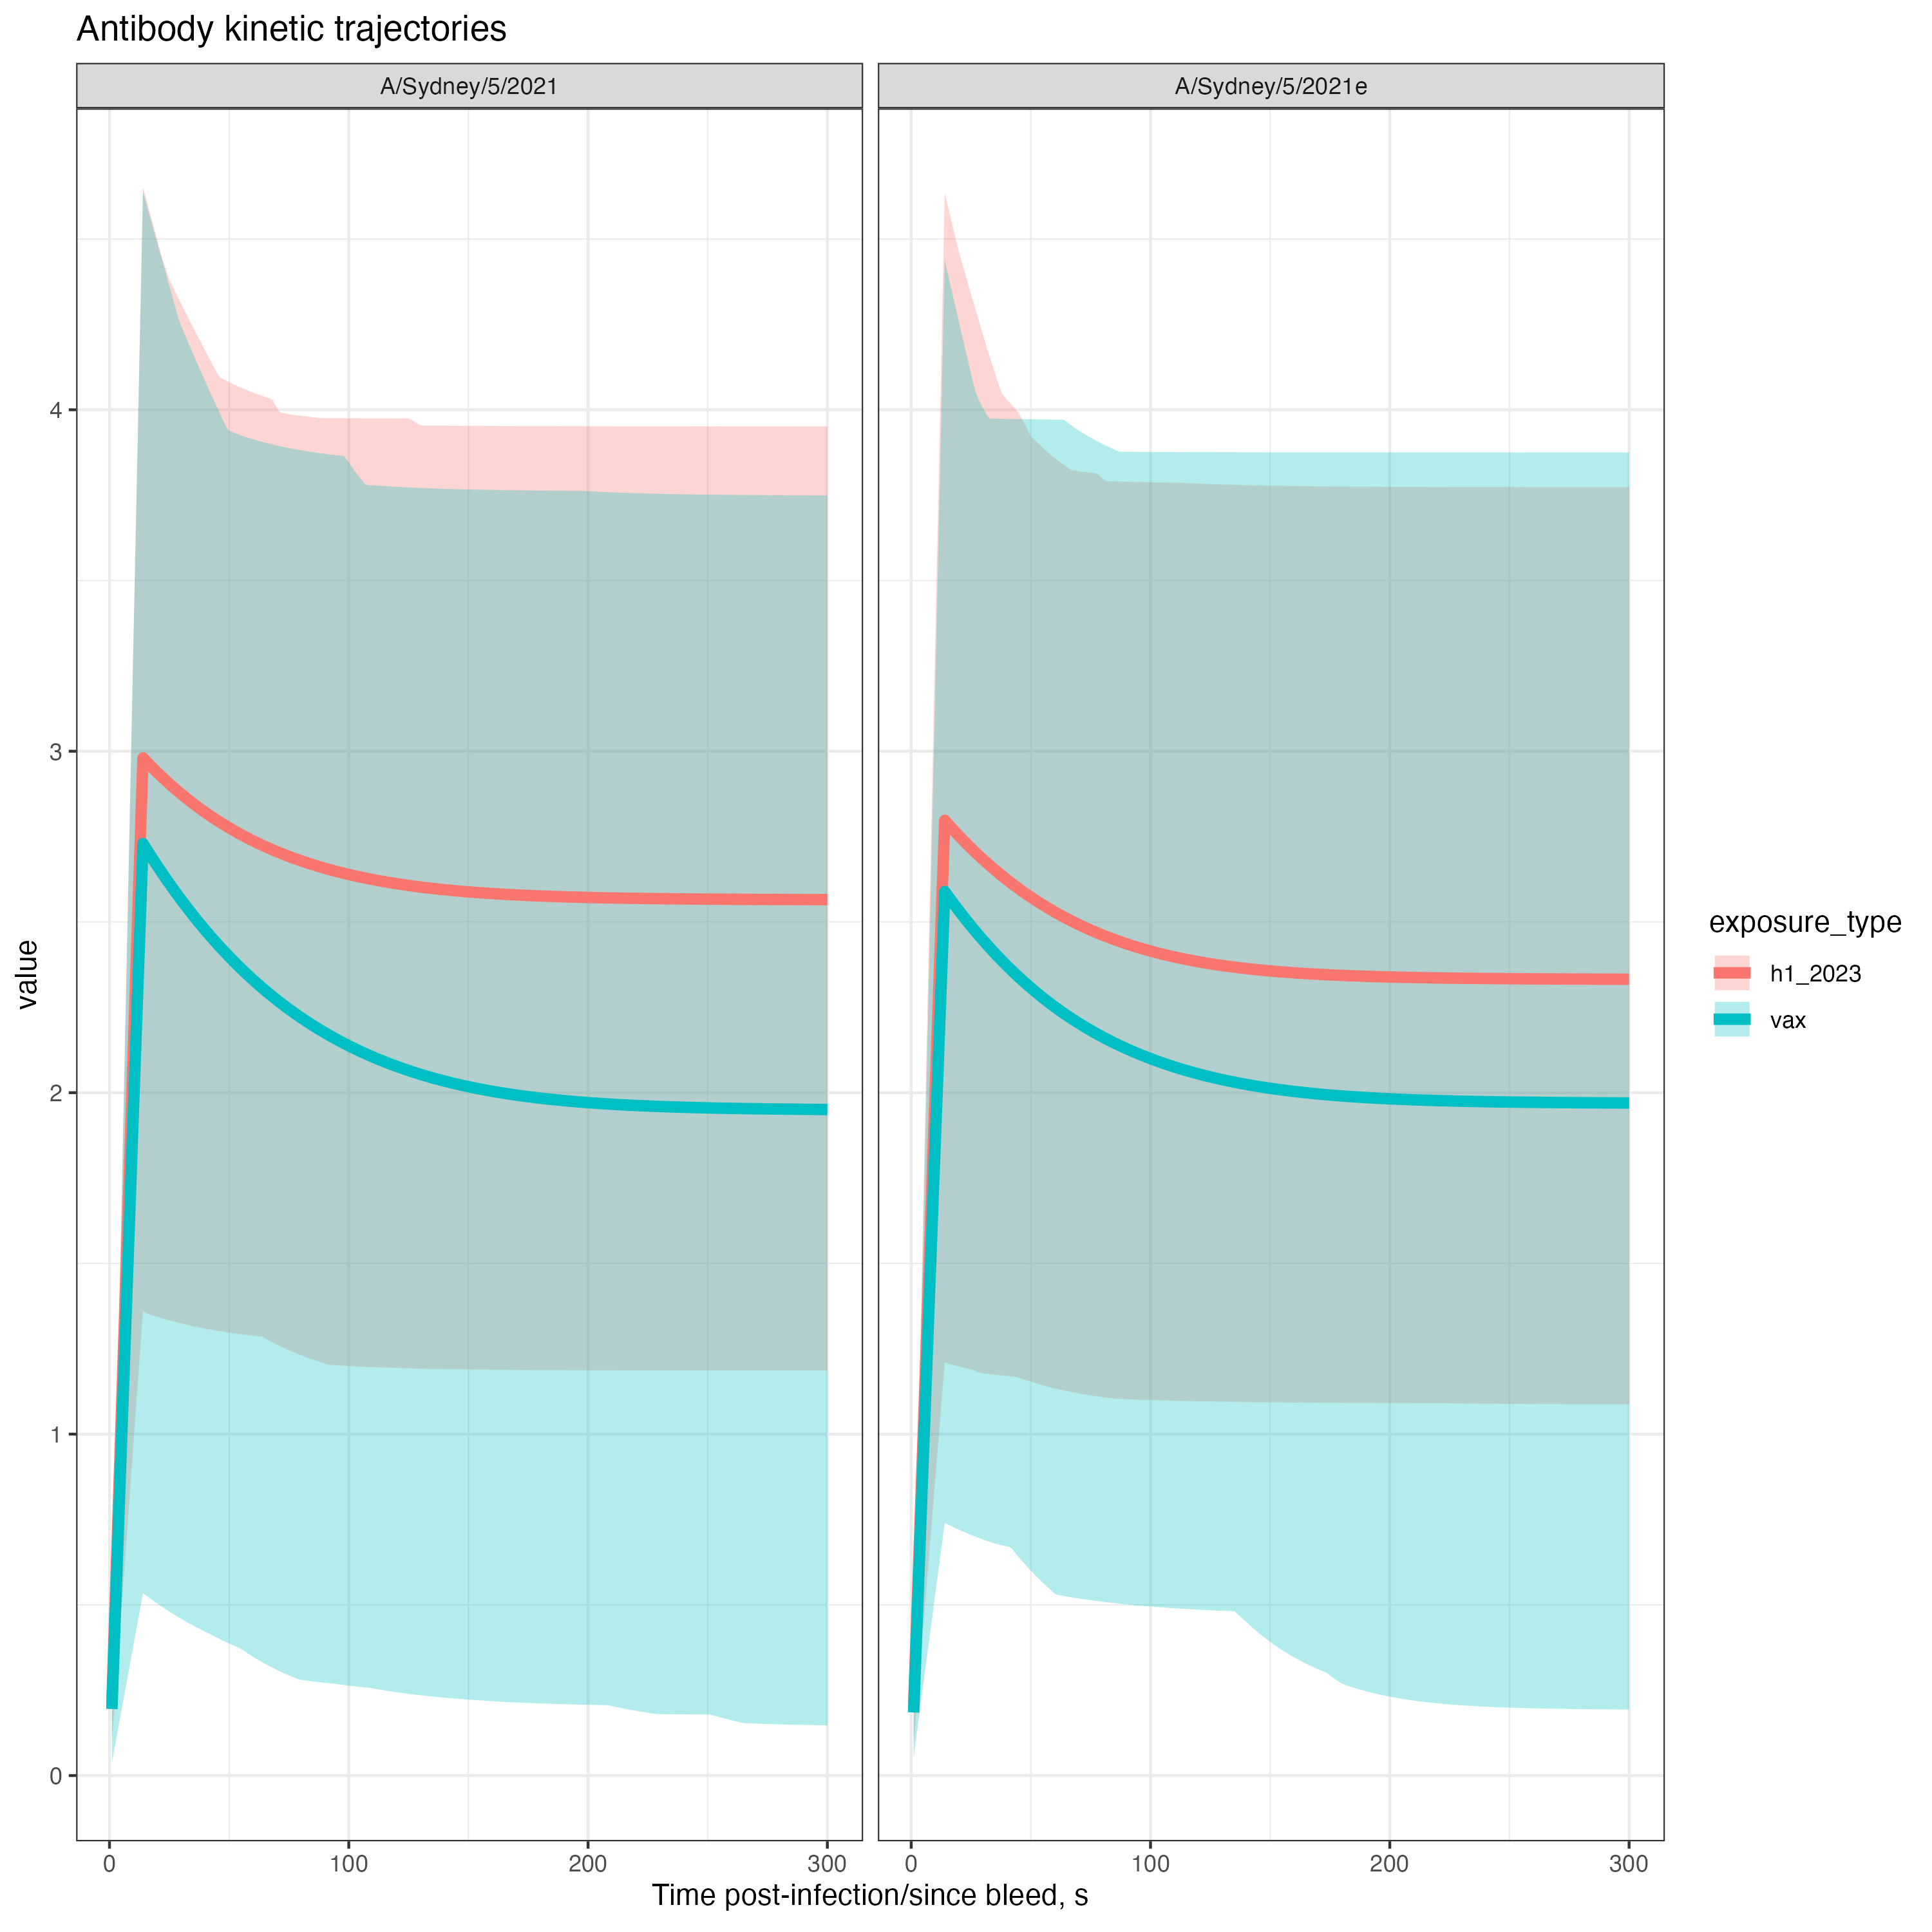 Antibody kinetic trajectories
A/Sydney/5/2021
A/Sydney/5/2021e
value
4
3
2
1
0
0 100 200 300
0 100 200 300
Time post-infection/since bleed, s
exposure_type
h1_2023
vax